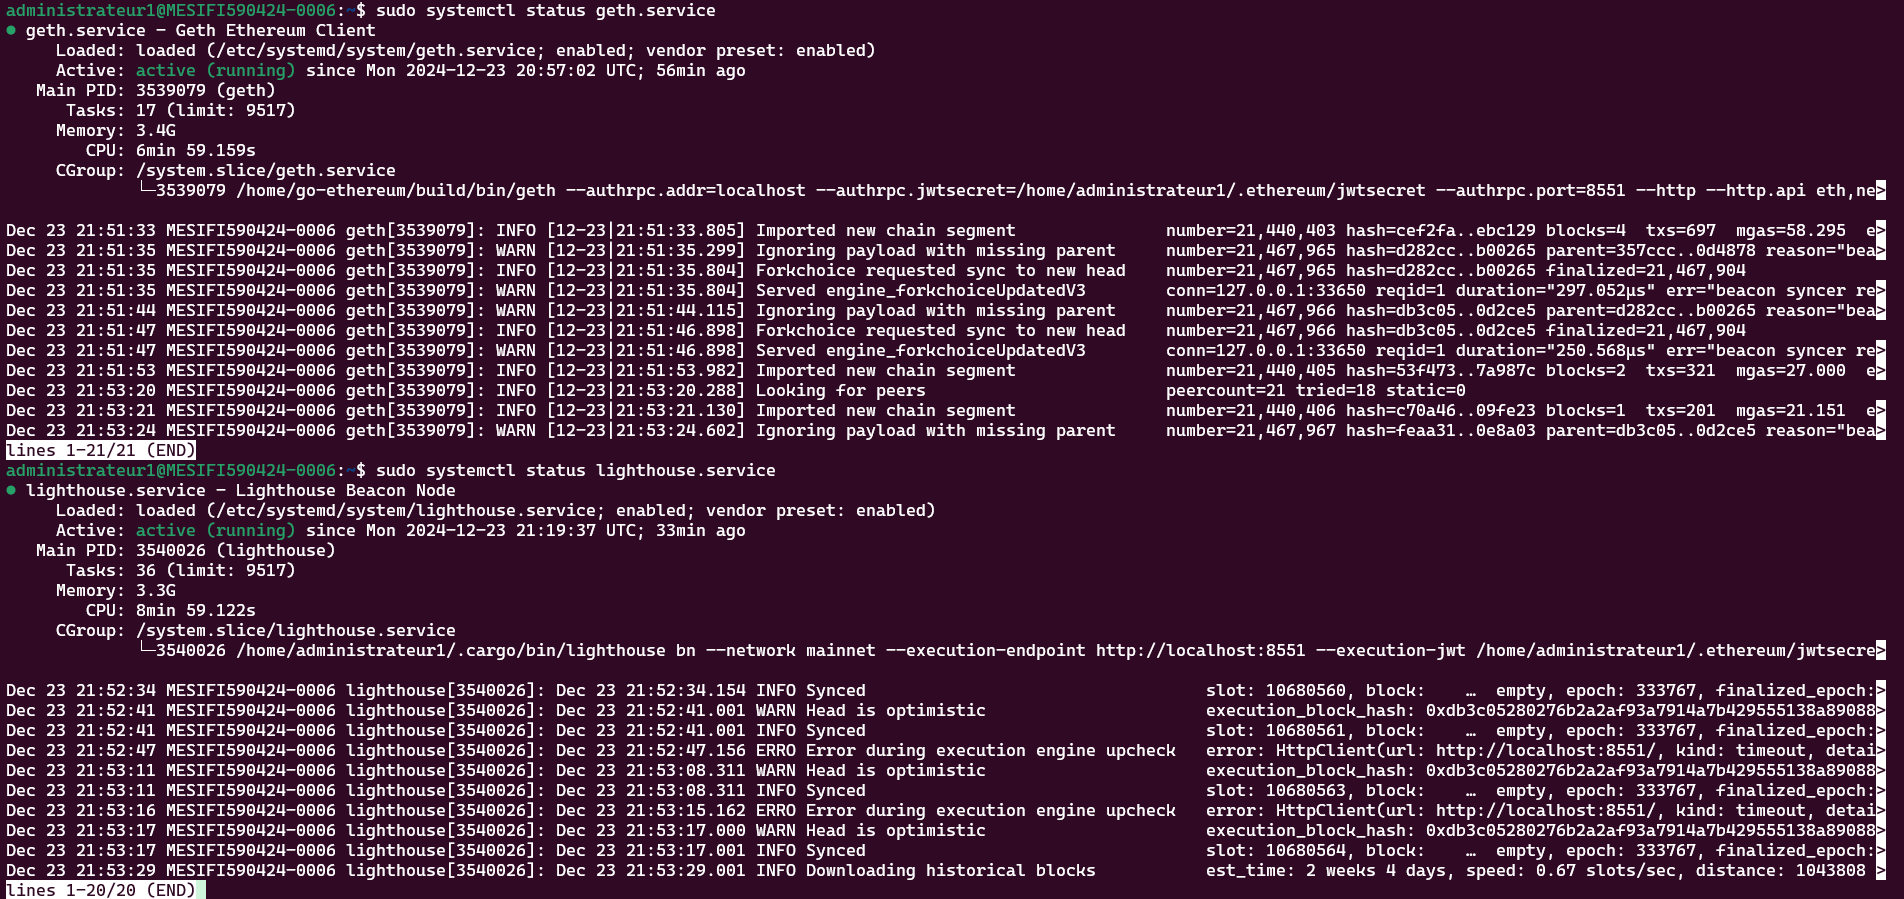 administrateur1@MESIFI590424-0006:~$ sudo systemctl status geth.service
● geth.service - Geth Ethereum Client
     Loaded: loaded (/etc/systemd/system/geth.service; enabled; vendor preset: enabled)
     Active: active (running) since Mon 2024-12-23 20:57:02 UTC; 56min ago
   Main PID: 3539079 (geth)
      Tasks: 17 (limit: 9517)
     Memory: 3.4G
        CPU: 6min 59.159s
     CGroup: /system.slice/geth.service
             └─3539079 /home/go-ethereum/build/bin/geth --authrpc.addr=localhost --authrpc.jwtsecret=/home/administrateur1/.ethereum/jwtsecret --authrpc.port=8551 --http --http.api eth,ne>
Dec 23 21:51:33 MESIFI590424-0006 geth[3539079]: INFO [12-23|21:51:33.805] Imported new chain segment               number=21,440,403 hash=cef2fa..ebc129 blocks=4  txs=697  mgas=58.295  e>
Dec 23 21:51:35 MESIFI590424-0006 geth[3539079]: WARN [12-23|21:51:35.299] Ignoring payload with missing parent     number=21,467,965 hash=d282cc..b00265 parent=357ccc..0d4878 reason="bea>
Dec 23 21:51:35 MESIFI590424-0006 geth[3539079]: INFO [12-23|21:51:35.804] Forkchoice requested sync to new head    number=21,467,965 hash=d282cc..b00265 finalized=21,467,904
Dec 23 21:51:35 MESIFI590424-0006 geth[3539079]: WARN [12-23|21:51:35.804] Served engine_forkchoiceUpdatedV3        conn=127.0.0.1:33650 reqid=1 duration="297.052µs" err="beacon syncer re>
Dec 23 21:51:44 MESIFI590424-0006 geth[3539079]: WARN [12-23|21:51:44.115] Ignoring payload with missing parent     number=21,467,966 hash=db3c05..0d2ce5 parent=d282cc..b00265 reason="bea>
Dec 23 21:51:47 MESIFI590424-0006 geth[3539079]: INFO [12-23|21:51:46.898] Forkchoice requested sync to new head    number=21,467,966 hash=db3c05..0d2ce5 finalized=21,467,904
Dec 23 21:51:47 MESIFI590424-0006 geth[3539079]: WARN [12-23|21:51:46.898] Served engine_forkchoiceUpdatedV3        conn=127.0.0.1:33650 reqid=1 duration="250.568µs" err="beacon syncer re>
Dec 23 21:51:53 MESIFI590424-0006 geth[3539079]: INFO [12-23|21:51:53.982] Imported new chain segment               number=21,440,405 hash=53f473..7a987c blocks=2  txs=321  mgas=27.000  e>
Dec 23 21:53:20 MESIFI590424-0006 geth[3539079]: INFO [12-23|21:53:20.288] Looking for peers                        peercount=21 tried=18 static=0
Dec 23 21:53:21 MESIFI590424-0006 geth[3539079]: INFO [12-23|21:53:21.130] Imported new chain segment               number=21,440,406 hash=c70a46..09fe23 blocks=1  txs=201  mgas=21.151  e>
Dec 23 21:53:24 MESIFI590424-0006 geth[3539079]: WARN [12-23|21:53:24.602] Ignoring payload with missing parent     number=21,467,967 hash=feaa31..0e8a03 parent=db3c05..0d2ce5 reason="bea>
lines 1-21/21 (END)
administrateur1@MESIFI590424-0006:~$ sudo systemctl status lighthouse.service
● lighthouse.service - Lighthouse Beacon Node
     Loaded: loaded (/etc/systemd/system/lighthouse.service; enabled; vendor preset: enabled)
     Active: active (running) since Mon 2024-12-23 21:19:37 UTC; 33min ago
   Main PID: 3540026 (lighthouse)
      Tasks: 36 (limit: 9517)
     Memory: 3.3G
        CPU: 8min 59.122s
     CGroup: /system.slice/lighthouse.service
             └─3540026 /home/administrateur1/.cargo/bin/lighthouse bn --network mainnet --execution-endpoint http://localhost:8551 --execution-jwt /home/administrateur1/.ethereum/jwtsecre>
Dec 23 21:52:34 MESIFI590424-0006 lighthouse[3540026]: Dec 23 21:52:34.154 INFO Synced                                  slot: 10680560, block:    …  empty, epoch: 333767, finalized_epoch:>
Dec 23 21:52:41 MESIFI590424-0006 lighthouse[3540026]: Dec 23 21:52:41.001 WARN Head is optimistic                      execution_block_hash: 0xdb3c05280276b2a2af93a7914a7b429555138a89088>
Dec 23 21:52:41 MESIFI590424-0006 lighthouse[3540026]: Dec 23 21:52:41.001 INFO Synced                                  slot: 10680561, block:    …  empty, epoch: 333767, finalized_epoch:>
Dec 23 21:52:47 MESIFI590424-0006 lighthouse[3540026]: Dec 23 21:52:47.156 ERRO Error during execution engine upcheck   error: HttpClient(url: http://localhost:8551/, kind: timeout, detai>
Dec 23 21:53:11 MESIFI590424-0006 lighthouse[3540026]: Dec 23 21:53:08.311 WARN Head is optimistic                      execution_block_hash: 0xdb3c05280276b2a2af93a7914a7b429555138a89088>
Dec 23 21:53:11 MESIFI590424-0006 lighthouse[3540026]: Dec 23 21:53:08.311 INFO Synced                                  slot: 10680563, block:    …  empty, epoch: 333767, finalized_epoch:>
Dec 23 21:53:16 MESIFI590424-0006 lighthouse[3540026]: Dec 23 21:53:15.162 ERRO Error during execution engine upcheck   error: HttpClient(url: http://localhost:8551/, kind: timeout, detai>
Dec 23 21:53:17 MESIFI590424-0006 lighthouse[3540026]: Dec 23 21:53:17.000 WARN Head is optimistic                      execution_block_hash: 0xdb3c05280276b2a2af93a7914a7b429555138a89088>
Dec 23 21:53:17 MESIFI590424-0006 lighthouse[3540026]: Dec 23 21:53:17.001 INFO Synced                                  slot: 10680564, block:    …  empty, epoch: 333767, finalized_epoch:>
Dec 23 21:53:29 MESIFI590424-0006 lighthouse[3540026]: Dec 23 21:53:29.001 INFO Downloading historical blocks           est_time: 2 weeks 4 days, speed: 0.67 slots/sec, distance: 1043808 >
lines 1-20/20 (END)